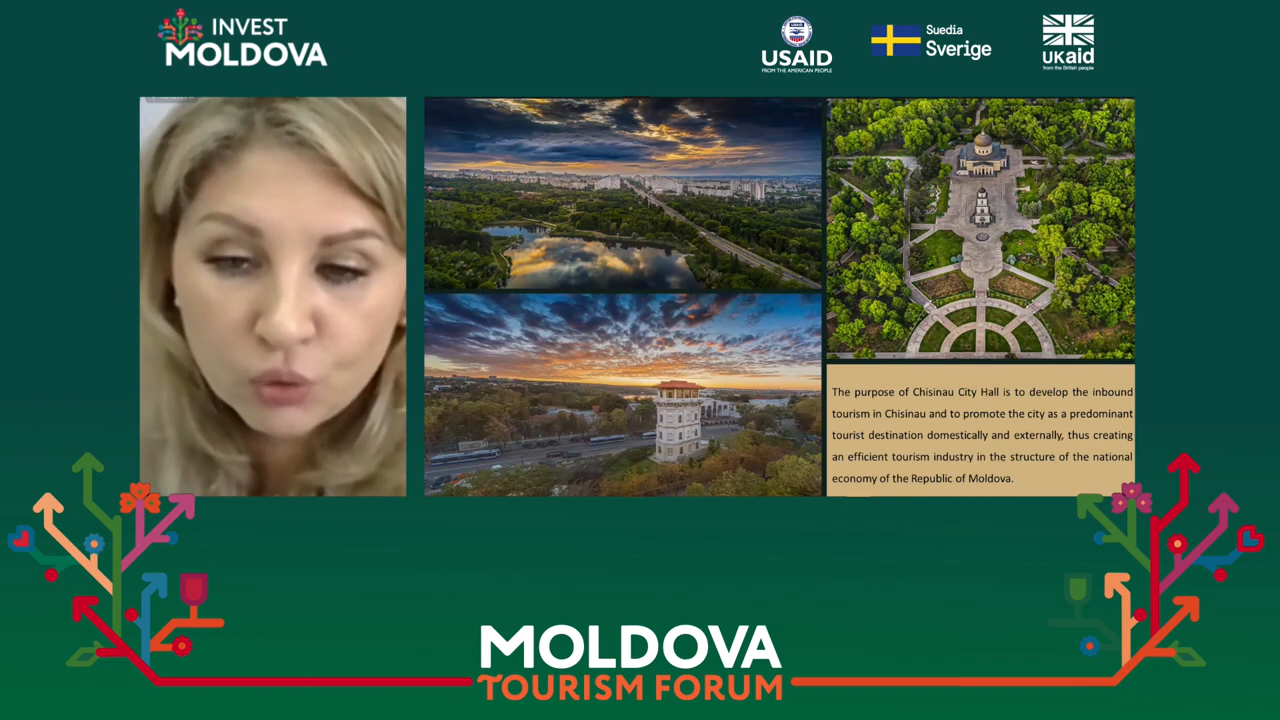 INVEST
MOLDOVA
USAID
FROM THE AMERICAN PEOPLE
Suedia
Sverige
UKaid
from the British people
The purpose of Chisinau City Hall is to develop the inbound
tourism in Chisinau and to promote the city as a predominant
tourist destination domestically and externally, thus creating
an efficient tourism industry in the structure of the national
economy of the Republic of Moldova.
MOLDOVA
TOURISM FORUM